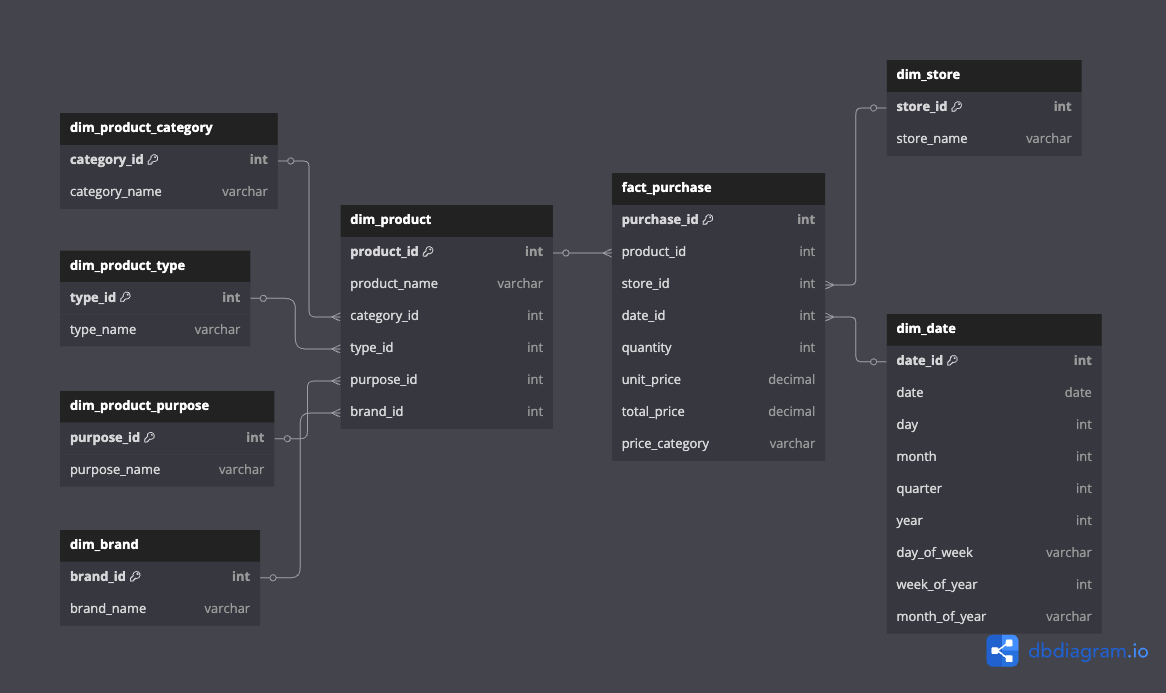 dim_product_category
category_id int
category_name varchar
dim_product_type
type_id int
type_name varchar
dim_product_purpose
purpose_id int
purpose_name varchar
dim_brand
brand_id int
brand_name varchar
dim_product
product_id int
product_name varchar
category_id int
type_id int
purpose_id int
brand_id int
fact_purchase
purchase_id int
product_id int
store_id int
date_id int
quantity int
unit_price decimal
total_price decimal
price_category varchar
dim_store
store_id int
store_name varchar
dim_date
date_id int
date date
day int
month int
quarter int
year int
day_of_week varchar
week_of_year int
month_of_year varchar
dbdiagram.io